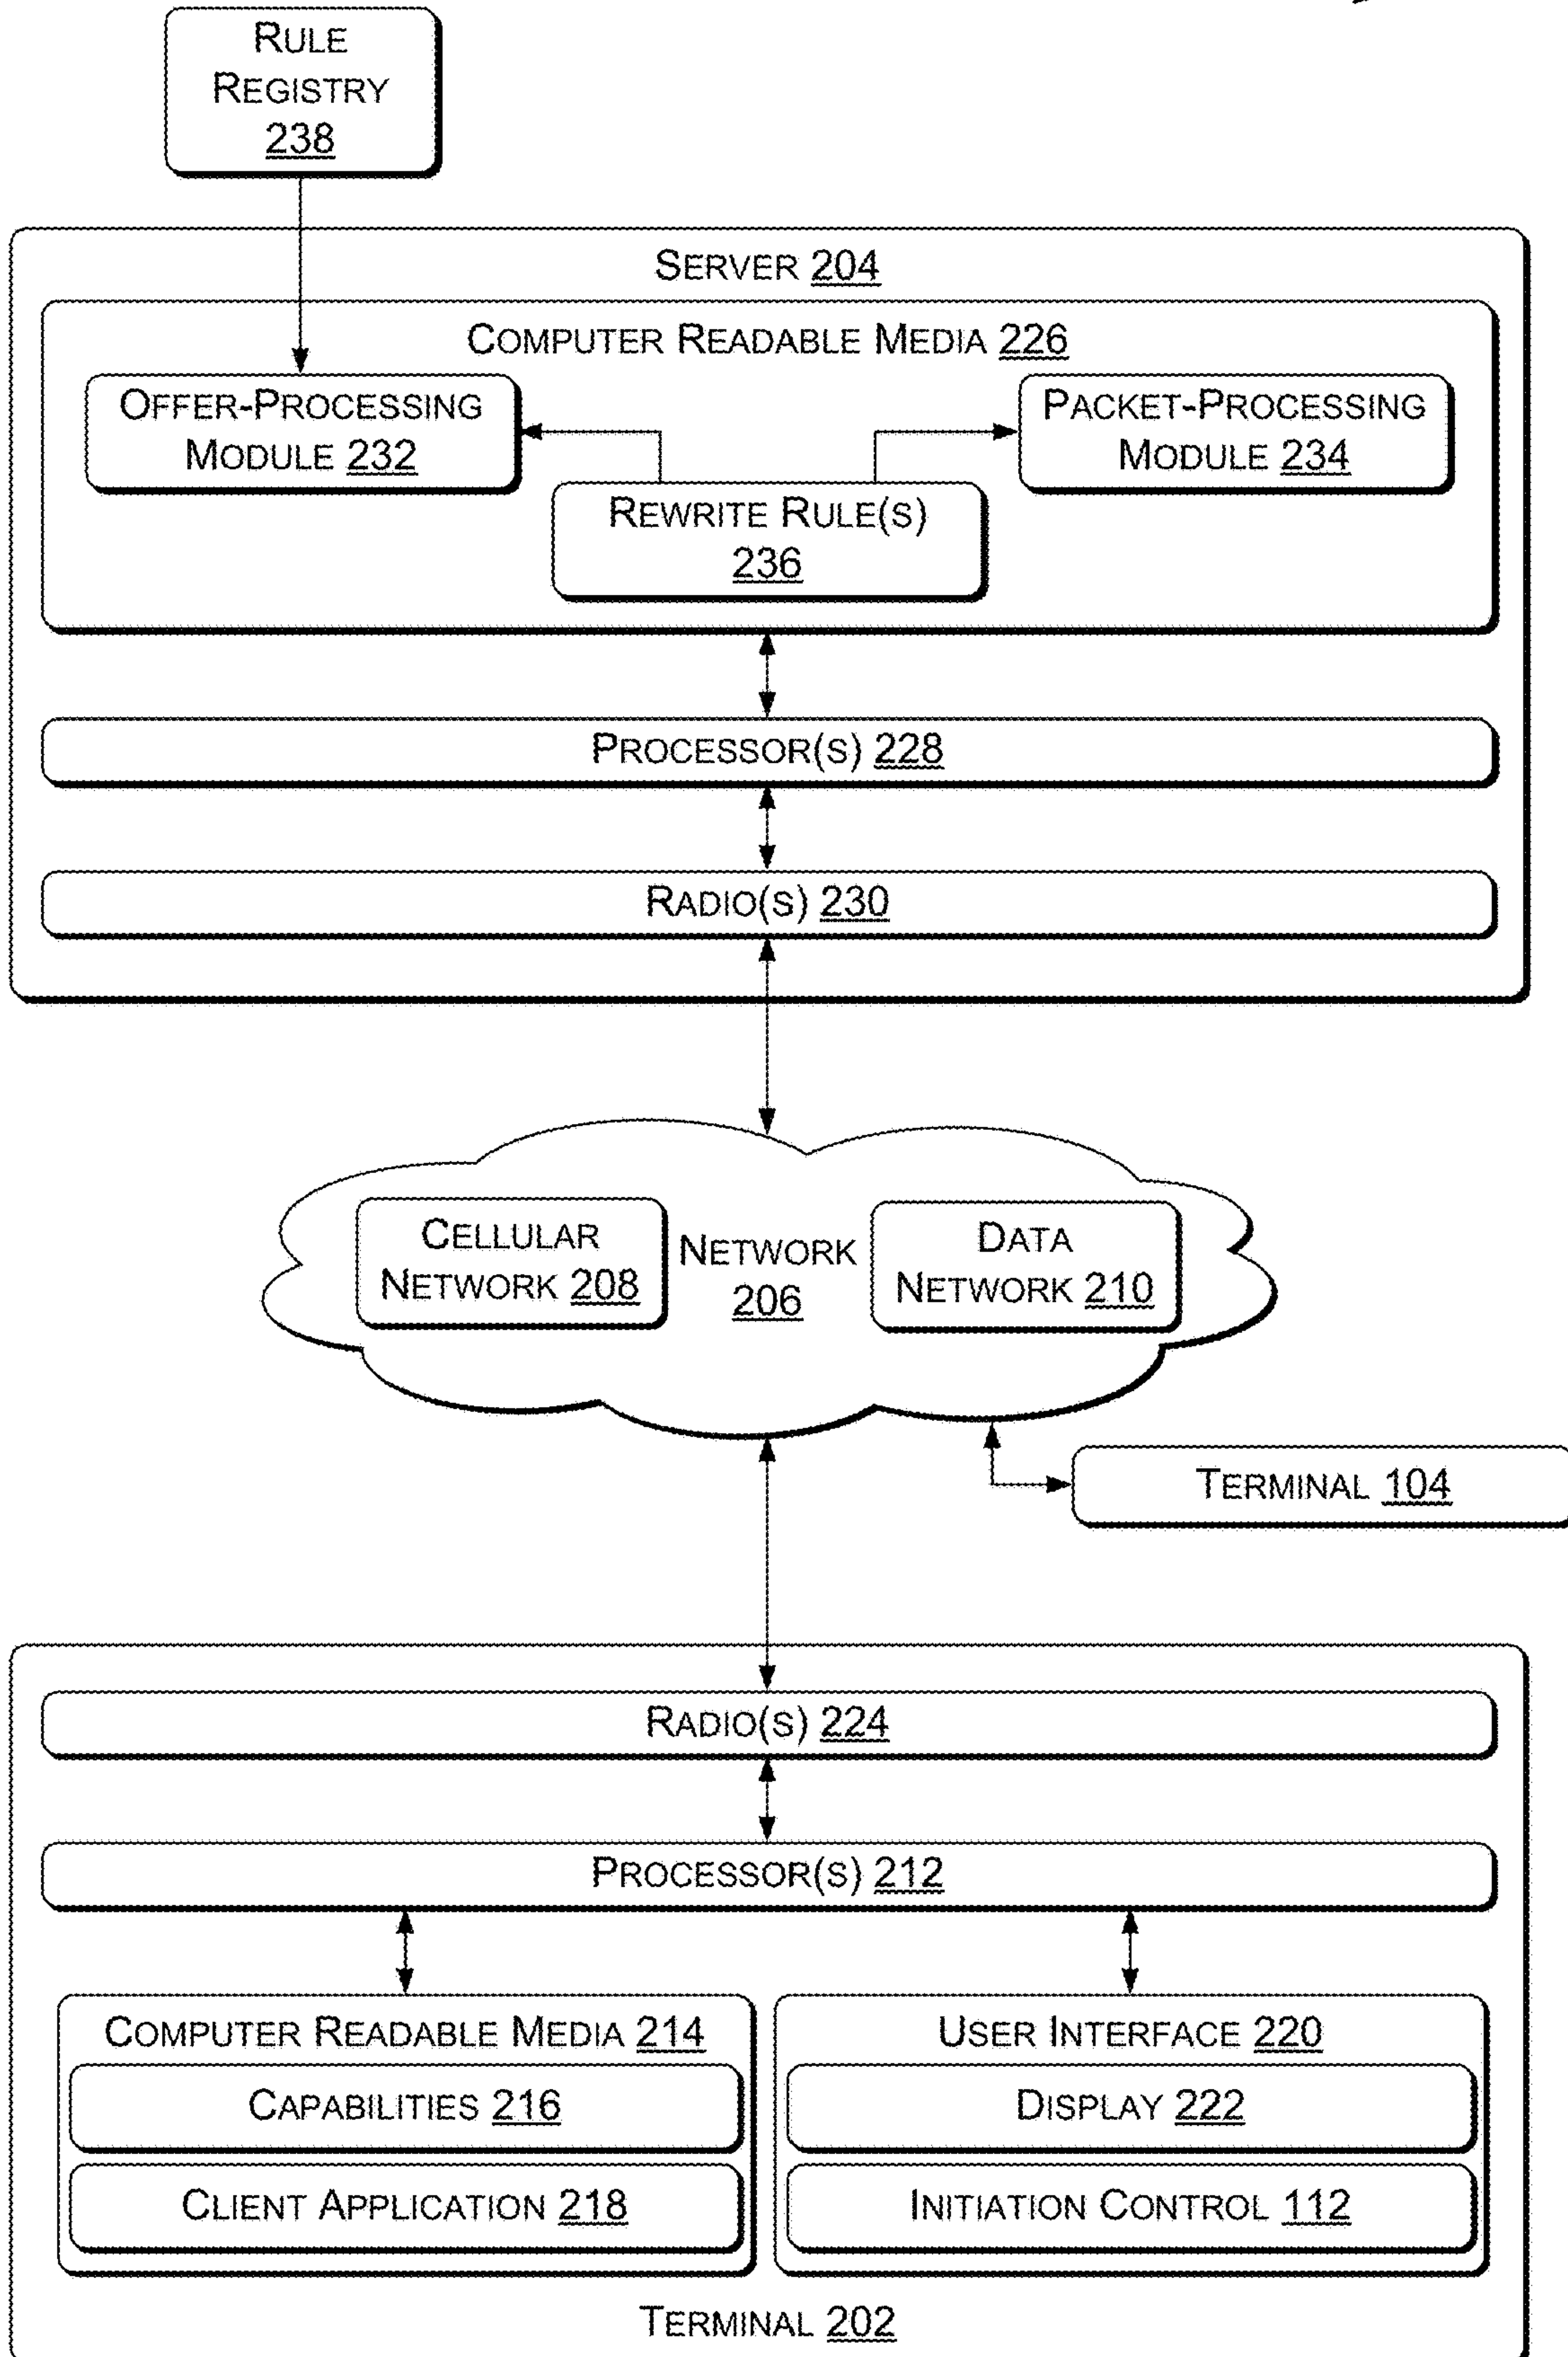 RULE
REGISTRY
238
SERVER 204
COMPUTER READABLE MEDIA 226
OFFER-PROCESSING
MODULE 232
PACKET-PROCESSING
MODULE 234
REWRITE RULE(S)
236
PROCESSOR(S) 228
RADIO(S) 230
CELLULAR
NETWORK 208
NETWORK
206
DATA
NETWORK 210
TERMINAL 104
RADIO(S) 224
PROCESSOR(S) 212
COMPUTER READABLE MEDIA 214
CAPABILITIES 216
CLIENT APPLICATION 218
USER INTERFACE 220
DISPLAY 222
INITIATION CONTROL 112
TERMINAL 202